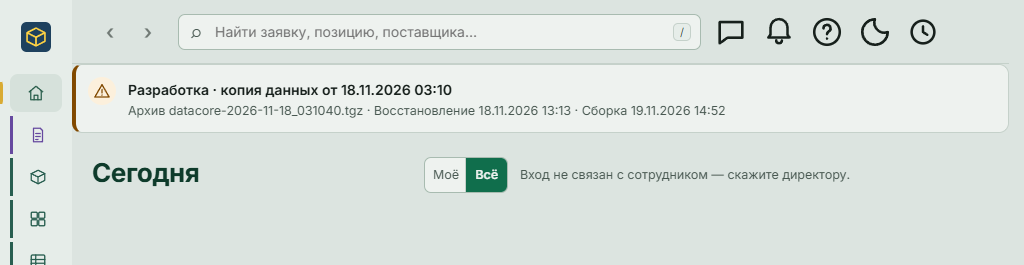 Найти заявку, позицию, поставщика... /
Разработка · копия данных от 18.11.2026 03:10
Архив datacore-2026-11-18_031040.tgz · Восстановление 18.11.2026 13:13 · Сборка 19.11.2026 14:52
Сегодня
Моё Всё Вход не связан с сотрудником — скажите директору.